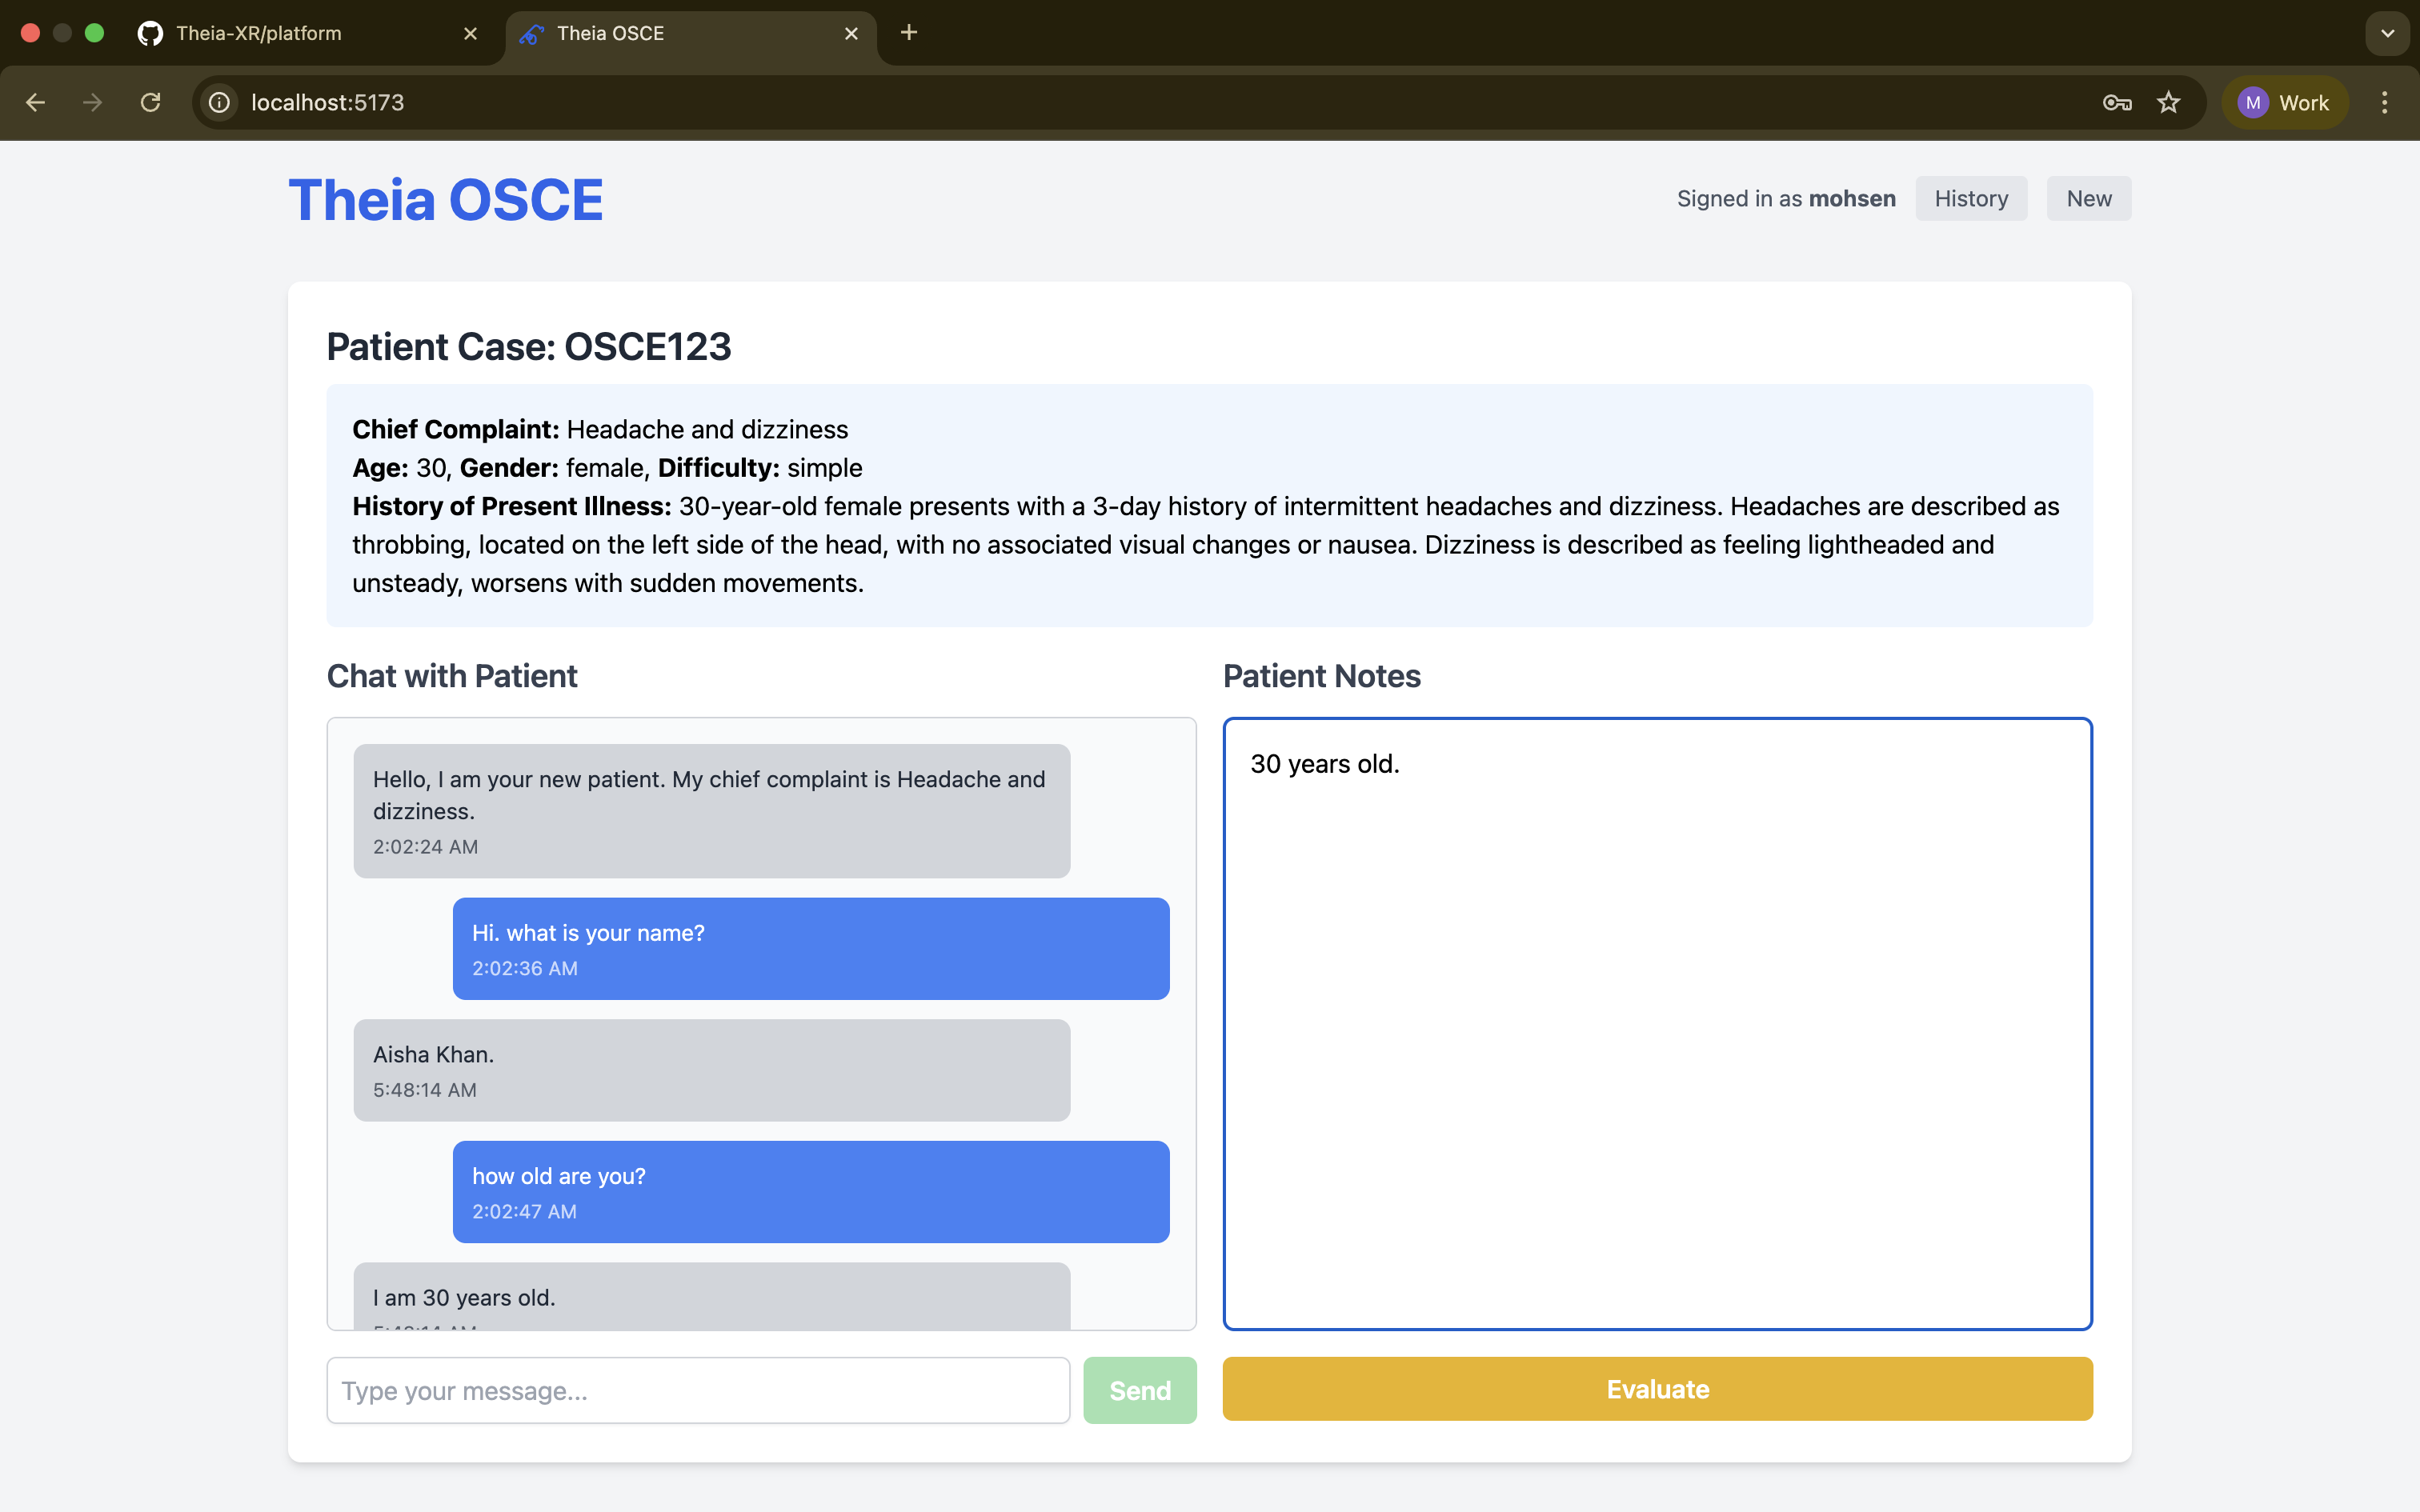 Theia-XR/platform
Theia OSCE
localhost:5173
M
Work
Theia OSCE
Signed in as mohsen
History
New
Patient Case: OSCE123
Chief Complaint: Headache and dizziness
Age: 30, Gender: female, Difficulty: simple
History of Present Illness: 30-year-old female presents with a 3-day history of intermittent headaches and dizziness. Headaches are described as
throbbing, located on the left side of the head, with no associated visual changes or nausea. Dizziness is described as feeling lightheaded and
unsteady, worsens with sudden movements.
Chat with Patient
Hello, I am your new patient. My chief complaint is Headache and
dizziness.
2:02:24 AM
Hi. what is your name?
2:02:36 AM
Aisha Khan.
5:48:14 AM
how old are you?
2:02:47 AM
I am 30 years old.
Type your message...
Send
Patient Notes
30 years old.
Evaluate